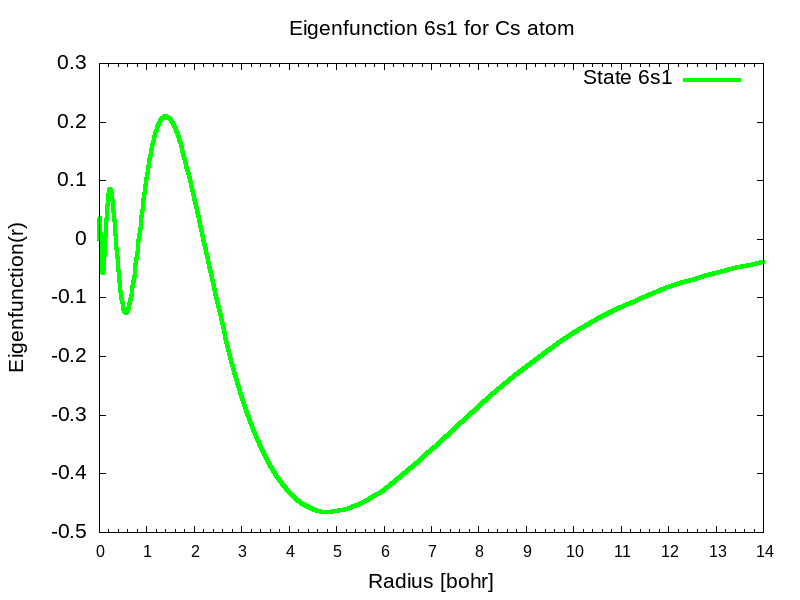 Eigenfunction 6s1 for Cs atom
State 6s1
0.3
0.2
0.1
0
-0.1
-0.2
-0.3
-0.4
-0.5
Eigenfunction(r)
0 1 2 3 4 5 6 7 8 9 10 11 12 13 14
Radius [bohr]